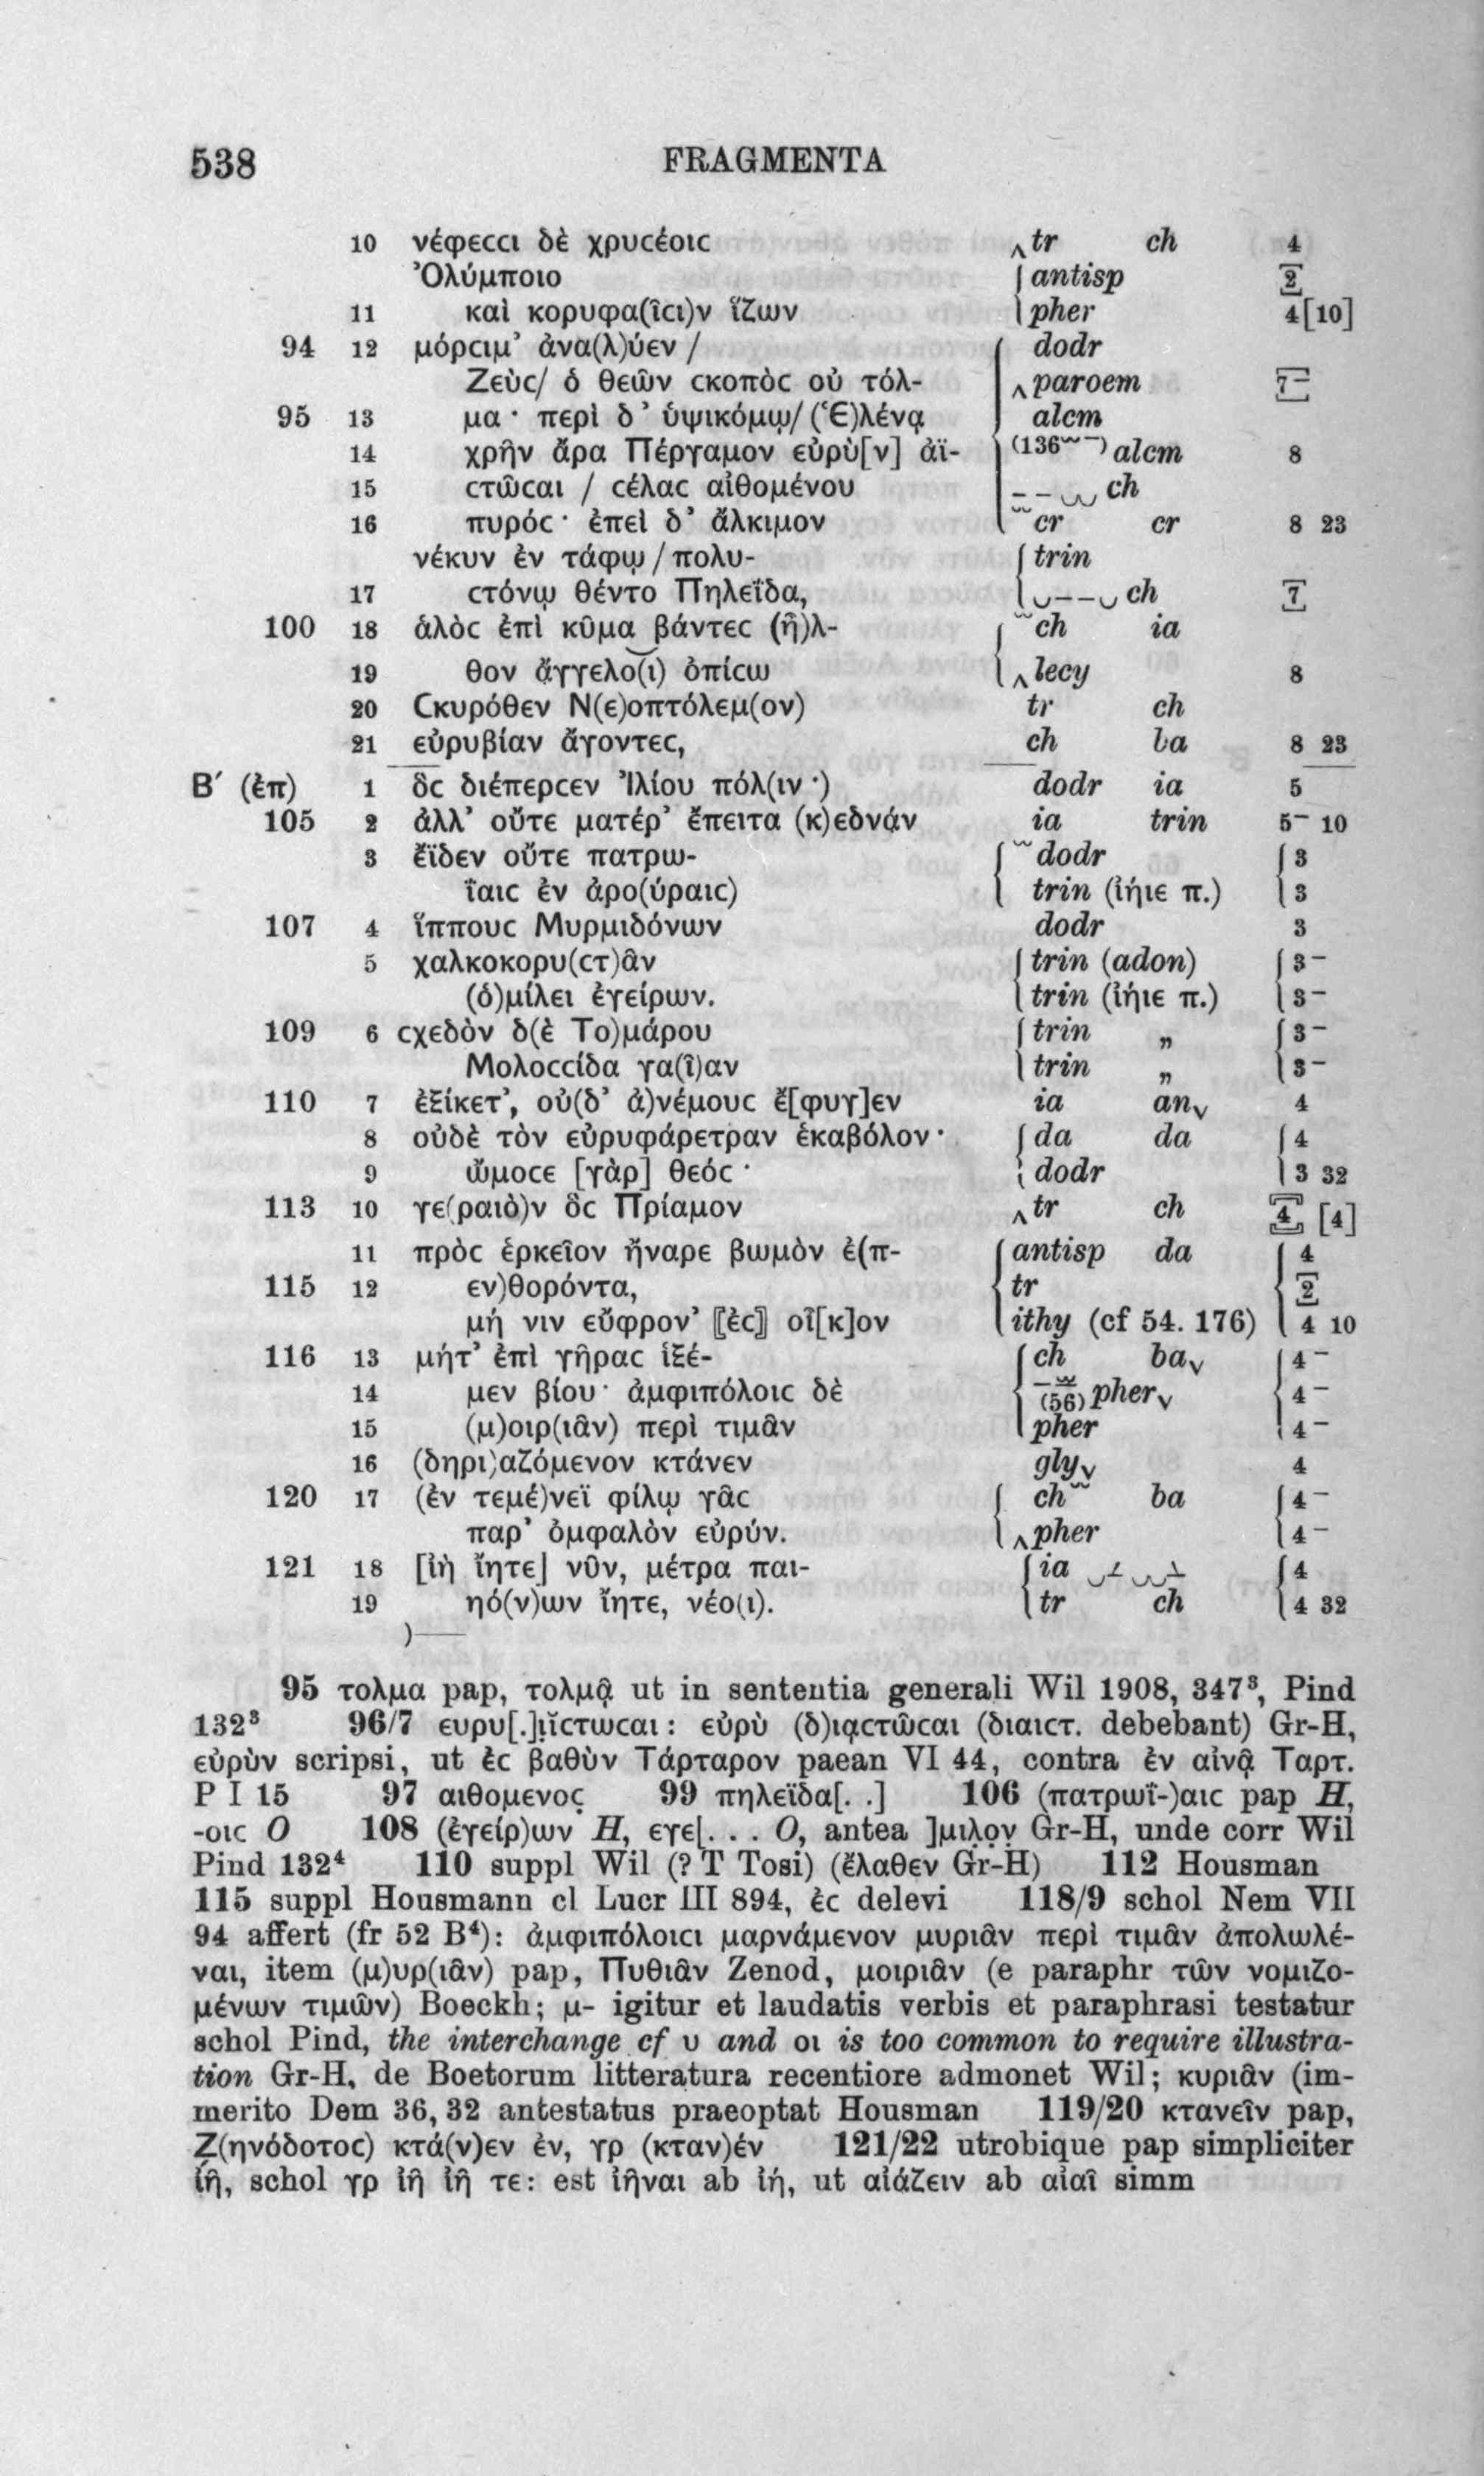 538 FRAGMENTA
10 νέφεϲϲι δὲ χρυϲέοιϲ ‸tr ch 4
Ὀλύμποιο antisp 2
11 καὶ κορυφα(ῖϲι)ν ἵζων pher 4[10]
94 12 μόρϲιμ' ἀνα(λ)ύεν / dodr
Ζεὺϲ/ ὁ θεῶν ϲκοπὸϲ οὐ τόλ- ‸paroem 7–
95 13 μα · περὶ δ' ὑψικόμῳ/ (Ἑ)λένᾳ alcm
14 χρῆν ἄρα Πέργαμον εὐρὺ[ν] ἀϊ- (136⏑⏑–) alcm 8
15 ϲτῶϲαι / ϲέλαϲ αἰθομένου – – ⏑⏑ ch
16 πυρόϲ · ἐπεὶ δ' ἄλκιμον cr cr 8 23
νέκυν ἐν τάφῳ / πολυ- trin
17 ϲτόνῳ θέντο Πηλεΐδα, ⏑––⏑ ch 7
100 18 ἁλὸϲ ἐπὶ κῦμα βάντεϲ (ἦ)λ- ch ia
19 θον ἄγγελο(ι) ὀπίϲω ‸lecy 8
20 Ϲκυρόθεν Ν(ε)οπτόλεμ(ον) tr ch
21 εὐρυβίαν ἄγοντεϲ, ch ba 8 23
Β′ (ἐπ) 1 ὃϲ διέπερϲεν Ἰλίου πόλ(ιν ·) dodr ia 5
105 2 ἀλλ' οὔτε ματέρ' ἔπειτα (κ)εδνάν ia trin 5– 10
3 ἔϊδεν οὔτε πατρω- dodr 3
ΐαιϲ ἐν ἀρο(ύραιϲ) trin (ἰήιε π.) 3
107 4 ἵππουϲ Μυρμιδόνων dodr 3
5 χαλκοκορυ(ϲτ)ᾶν trin (adon) 3–
(ὁ)μίλει ἐγείρων. trin (ἰήιε π.) 3–
109 6 ϲχεδὸν δ(ὲ Το)μάρου trin „ 3–
Μολοϲϲίδα γα(ῖ)αν trin „ 3–
110 7 ἐξίκετ', οὐ(δ' ἀ)νέμουϲ ἔ[φυγ]εν ia an‸ 4
8 οὐδὲ τὸν εὐρυφάρετραν ἑκαβόλον · da da 4
9 ὤμοϲε [γὰρ] θεόϲ · dodr 3 32
113 10 γε(ραιὸ)ν ὃϲ Πρίαμον ‸tr ch 4 [4]
11 πρὸϲ ἑρκεῖον ἤναρε βωμὸν ἐ(π- antisp da 4
115 12 εν)θορόντα, tr 2
μή νιν εὔφρον' ⟦ἐϲ⟧ οἶ[κ]ον ithy (cf 54. 176) 4 10
116 13 μήτ' ἐπὶ γῆραϲ ἱξέ- ch ba‸ 4–
14 μεν βίου · ἀμφιπόλοιϲ δὲ (56) pher‸ 4–
15 (μ)οιρ(ιᾶν) περὶ τιμᾶν pher 4–
16 (δηρι)αζόμενον κτάνεν gly‸ 4
120 17 (ἐν τεμέ)νεϊ φίλῳ γᾶϲ ch ba 4–
παρ' ὀμφαλὸν εὐρύν. ‸pher 4–
121 18 [ἰὴ ἴητε] νῦν, μέτρα παι- ia ⏑–́⏑⏑–́ 4
19 ηό(ν)ων ἴητε, νέο(ι). tr ch 4 32
)—
95 τολμα pap, τολμᾷ ut in sententia generali Wil 1908, 347³, Pind
132³ 96/7 ευρυ[.]ι̣ϊϲτωϲαι : εὐρὺ (δ)ιᾳϲτῶϲαι (διαιϲτ. debebant) Gr-H,
εὐρὺν scripsi, ut ἐϲ βαθὺν Τάρταρον paean VI 44, contra ἐν αἰνᾷ Ταρτ.
P I 15 97 αιθομενοϲ̣ 99 πηλεϊδα[. .] 106 (πατρωΐ-)αιϲ pap H,
-οιϲ O 108 (ἐγείρ)ων H, εγε[. . . O, antea ]μιλο̣ν̣ Gr-H, unde corr Wil
Pind 132⁴ 110 suppl Wil (? T Tosi) (ἔλαθεν Gr-H) 112 Housman
115 suppl Housmann cl Lucr III 894, ἐϲ delevi 118/9 schol Nem VII
94 affert (fr 52 B⁴): ἀμφιπόλοιϲι μαρνάμενον μυριᾶν περὶ τιμᾶν ἀπολωλέ-
ναι, item (μ)υρ(ιᾶν) pap, Πυθιᾶν Zenod, μοιριᾶν (e paraphr τῶν νομιζο-
μένων τιμῶν) Boeckh; μ- igitur et laudatis verbis et paraphrasi testatur
schol Pind, the interchange cf υ and οι is too common to require illustra-
tion Gr-H, de Boetorum litteratura recentiore admonet Wil; κυριᾶν (im-
merito Dem 36, 32 antestatus praeoptat Housman 119/20 κτανεῖν pap,
Ζ̣(ηνόδοτοϲ) κτά(ν)εν ἐν, γρ (κταν)έν 121/22 utrobique pap simpliciter
ἰῆ, schol γρ ἰῆ ἰῆ τε: est ἰῆναι ab ἰή, ut αἰάζειν ab αἰαῖ simm